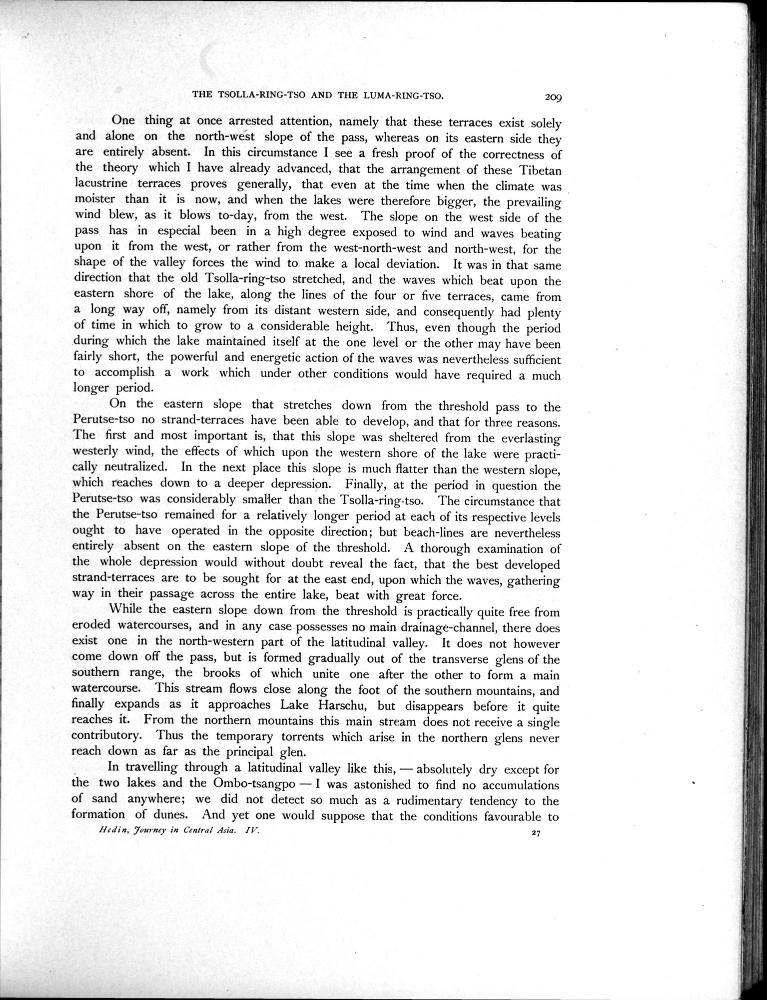 THE TSOLLA-RING-TSO AND THE LUMA-RING-TSO. 209
One thing at once arrested attention, namely that these terraces exist solely
and alone on the north-west slope of the pass, whereas on its eastern side they
are entirely absent. In this circumstance I see a fresh proof of the correctness of
the theory which I have already advanced, that the arrangement of these Tibetan
lacustrine terraces proves generally, that even at the time when the climate was
moister than it is now, and when the lakes were therefore bigger, the prevailing
wind blew, as it blows to-day, from the west. The slope on the west side of the
pass has in especial been in a high degree exposed to wind and waves beating
upon it from the west, or rather from the west-north-west and north-west, for the
shape of the valley forces the wind to make a local deviation. It was in that same
direction that the old Tsolla-ring-tso stretched, and the waves which beat upon the
eastern shore of the lake, along the lines of the four or five terraces, came from
a long way off, namely from its distant western side, and consequently had plenty
of time in which to grow to a considerable height. Thus, even though the period
during which the lake maintained itself at the one level or the other may have been
fairly short, the powerful and energetic action of the waves was nevertheless sufficient
to accomplish a work which under other conditions would have required a much
longer period.
On the eastern slope that stretches down from the threshold pass to the
Perutse-tso no strand-terraces have been able to develop, and that for three reasons.
The first and most important is, that this slope was sheltered from the everlasting
westerly wind, the effects of which upon the western shore of the lake were practi-
cally neutralized. In the next place this slope is much flatter than the western slope,
which reaches down to a deeper depression. Finally, at the period in question the
Perutse-tso was considerably smaller than the Tsolla-ring-tso. The circumstance that
the Perutse-tso remained for a relatively longer period at each of its respective levels
ought to have operated in the opposite direction; but beach-lines are nevertheless
entirely absent on the eastern slope of the threshold. A thorough examination of
the whole depression would without doubt reveal the fact, that the best developed
strand-terraces are to be sought for at the east end, upon which the waves, gathering
way in their passage across the entire lake, beat with great force.
While the eastern slope down from the threshold is practically quite free from
eroded watercourses, and in any case possesses no main drainage-channel, there does
exist one in the north-western part of the latitudinal valley. It does not however
come down off the pass, but is formed gradually out of the transverse glens of the
southern range, the brooks of which unite one after the other to form a main
watercourse. This stream flows close along the foot of the southern mountains, and
finally expands as it approaches Lake Harschu, but disappears before it quite
reaches it. From the northern mountains this main stream does not receive a single
contributory. Thus the temporary torrents which arise in the northern glens never
reach down as far as the principal glen.
In travelling through a latitudinal valley like this, — absolutely dry except for
the two lakes and the Ombo-tsangpo — I was astonished to find no accumulations
of sand anywhere; we did not detect so much as a rudimentary tendency to the
formation of dunes. And yet one would suppose that the conditions favourable to
Hedin, Journey in Central Asia. IV. 27